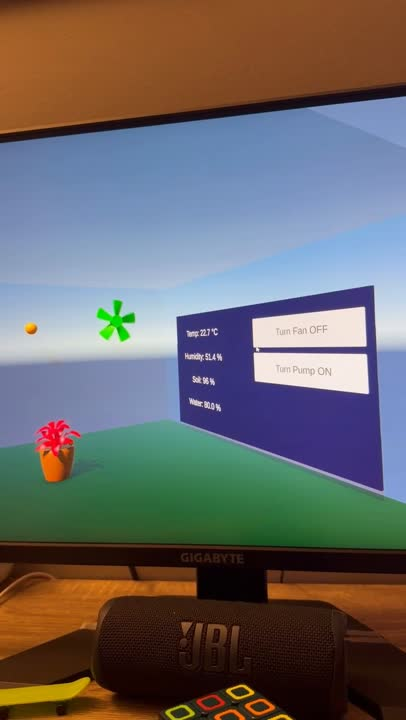 Temp: 22.7 °C
Humidity: 51.4 %
Soil: 96 %
Water: 80.0 %
Turn Fan OFF
Turn Pump ON
GIGABYTE
JBL